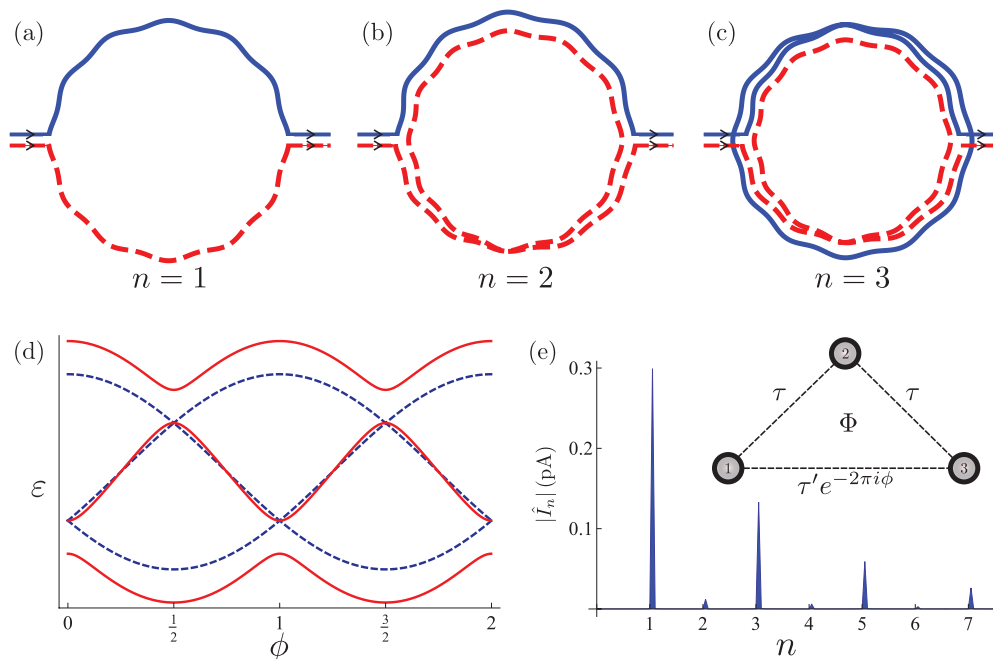 (a)
(b)
(c)
n = 1
n = 2
n = 3
(d)
ε
0
1/2
1
3/2
2
ϕ
(e)
|Î_n| (pA)
0.3
0.2
0.1
1 2 3 4 5 6 7
n
2
τ τ
Φ
1 3
τ′e^{−2πiϕ}